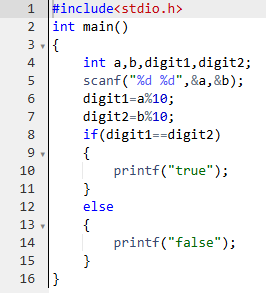 1 #include<stdio.h>
2 int main()
3 {
4 int a,b,digit1,digit2;
5 scanf("%d %d",&a,&b);
6 digit1=a%10;
7 digit2=b%10;
8 if(digit1==digit2)
9 {
10 printf("true");
11 }
12 else
13 {
14 printf("false");
15 }
16 }